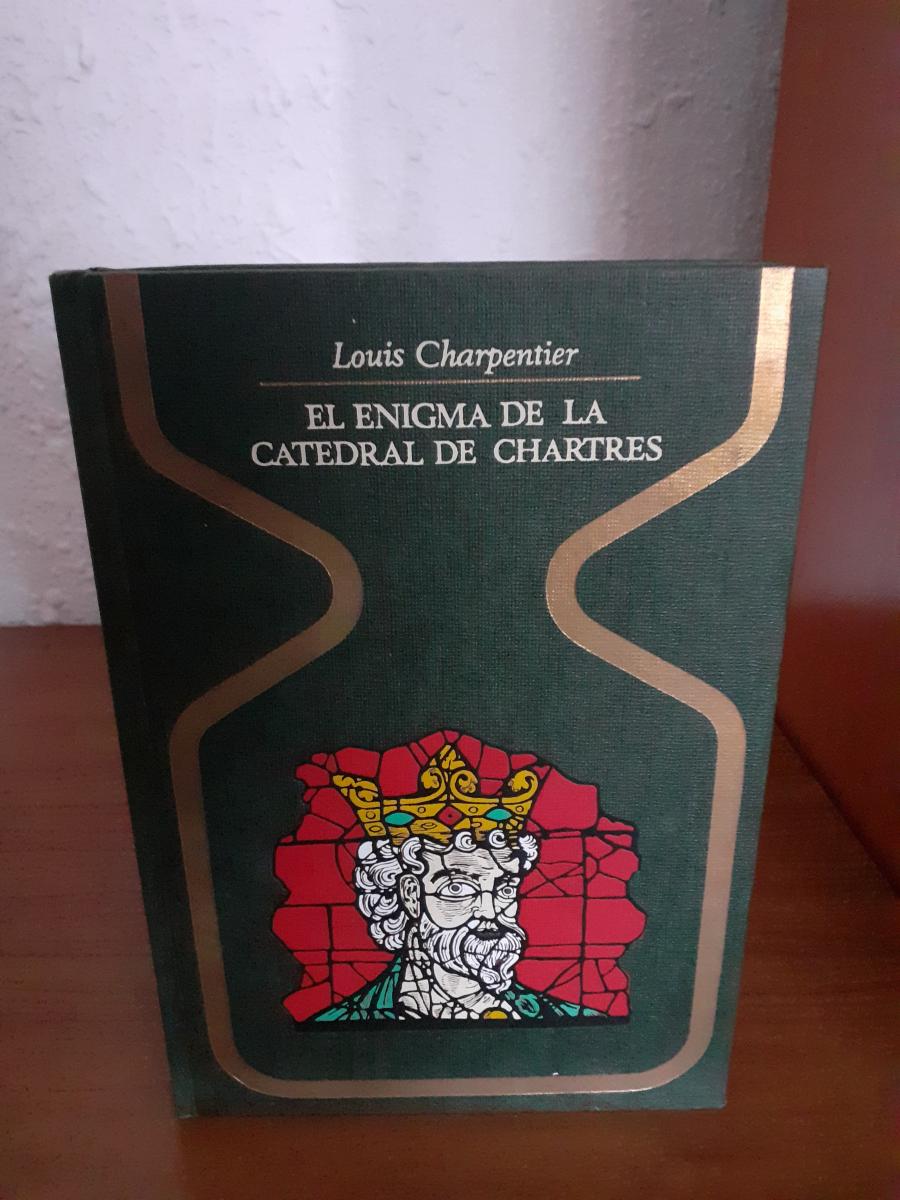 Louis Charpentier
EL ENIGMA DE LA
CATEDRAL DE CHARTRES